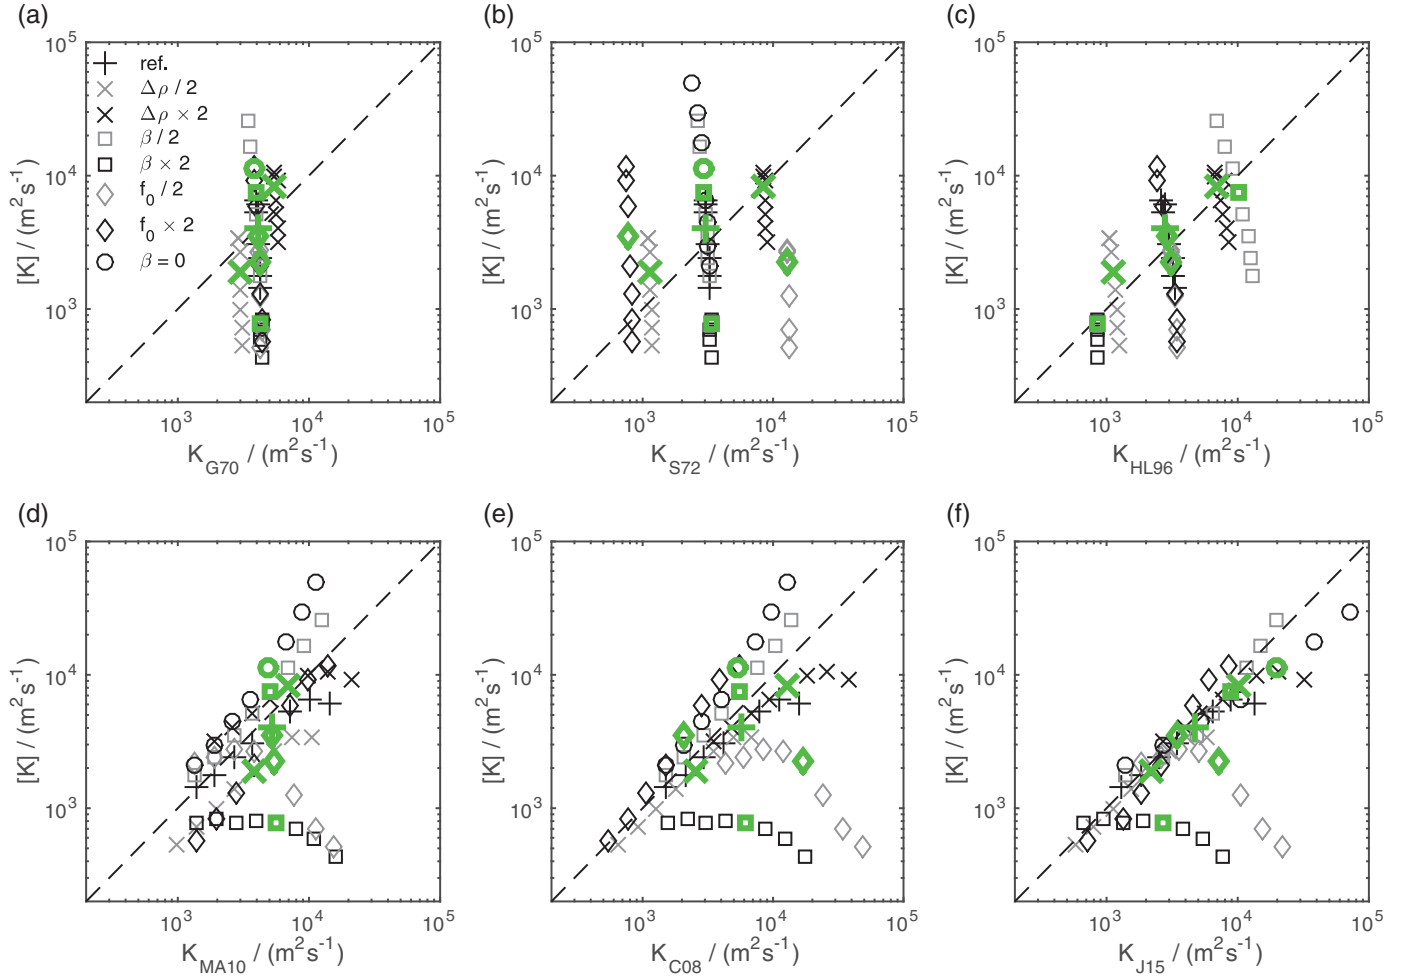 (a)
(b)
(c)
10^5
10^4
10^3
[K] / (m^2s^-1)
ref.
Δρ / 2
Δρ × 2
β / 2
β × 2
f_0 / 2
f_0 × 2
β = 0
10^3 10^4 10^5
K_G70 / (m^2s^-1)
10^5
10^4
10^3
[K] / (m^2s^-1)
10^3 10^4 10^5
K_S72 / (m^2s^-1)
10^5
10^4
10^3
[K] / (m^2s^-1)
10^3 10^4 10^5
K_HL96 / (m^2s^-1)
(d)
(e)
(f)
10^5
10^4
10^3
[K] / (m^2s^-1)
10^3 10^4 10^5
K_MA10 / (m^2s^-1)
10^5
10^4
10^3
[K] / (m^2s^-1)
10^3 10^4 10^5
K_C08 / (m^2s^-1)
10^5
10^4
10^3
[K] / (m^2s^-1)
10^3 10^4 10^5
K_J15 / (m^2s^-1)